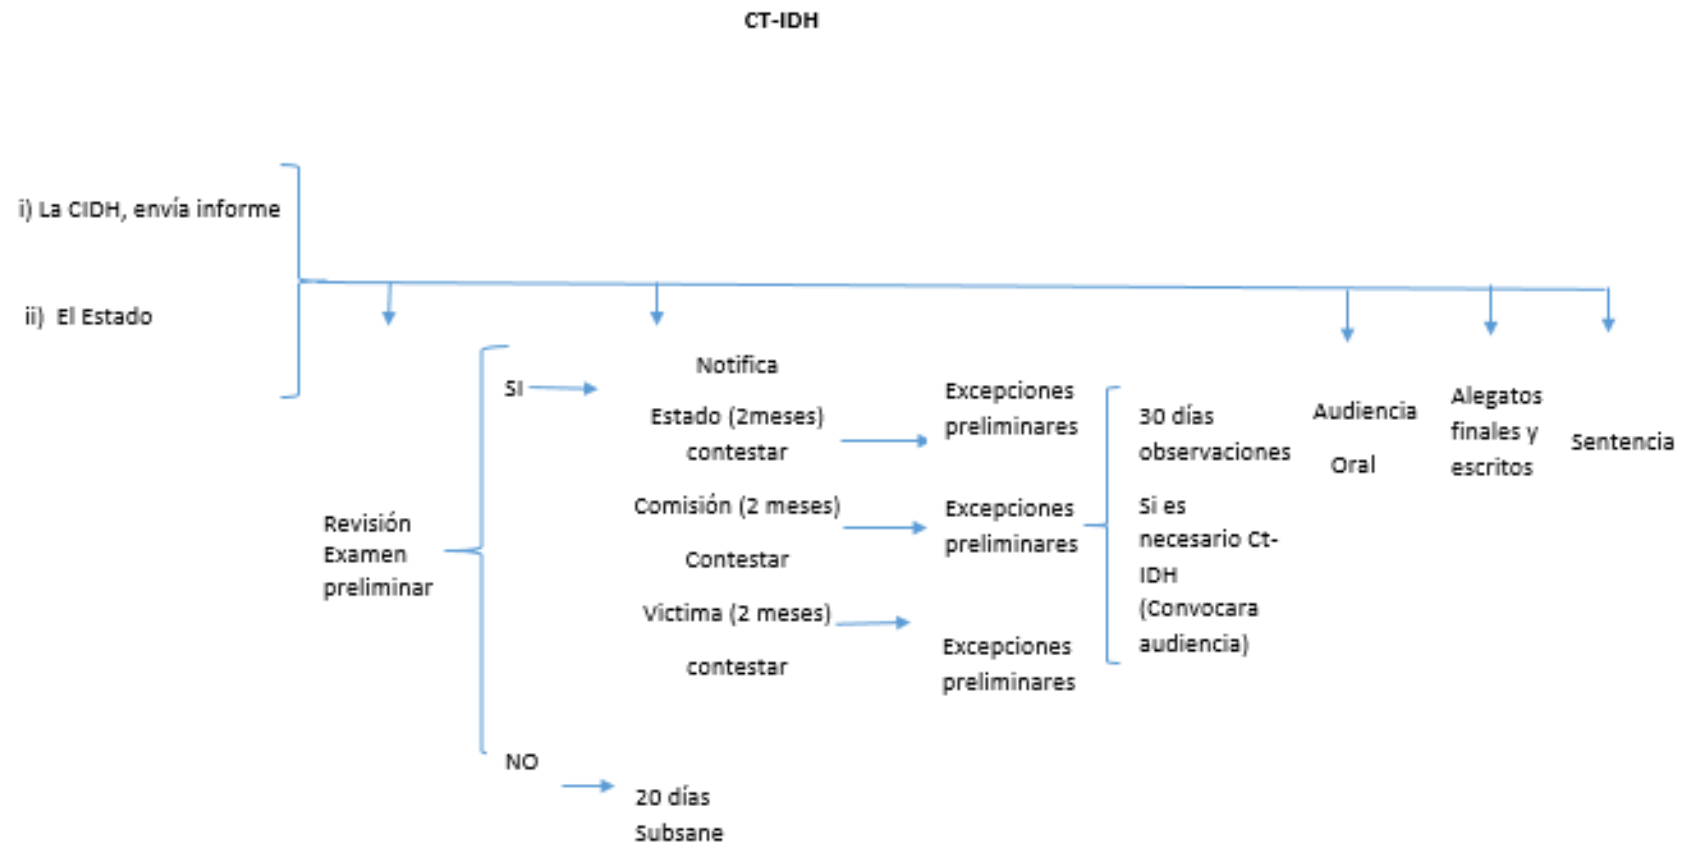 CT-IDH
i) La CIDH, envía informe
ii) El Estado
Revisión
Examen
preliminar
SI
Notifica
Estado (2meses)
contestar
Comisión (2 meses)
Contestar
Victima (2 meses)
contestar
NO
20 días
Subsane
Excepciones
preliminares
Excepciones
preliminares
Excepciones
preliminares
30 días
observaciones
Si es
necesario Ct-
IDH
(Convocara
audiencia)
Audiencia
Oral
Alegatos
finales y
escritos
Sentencia